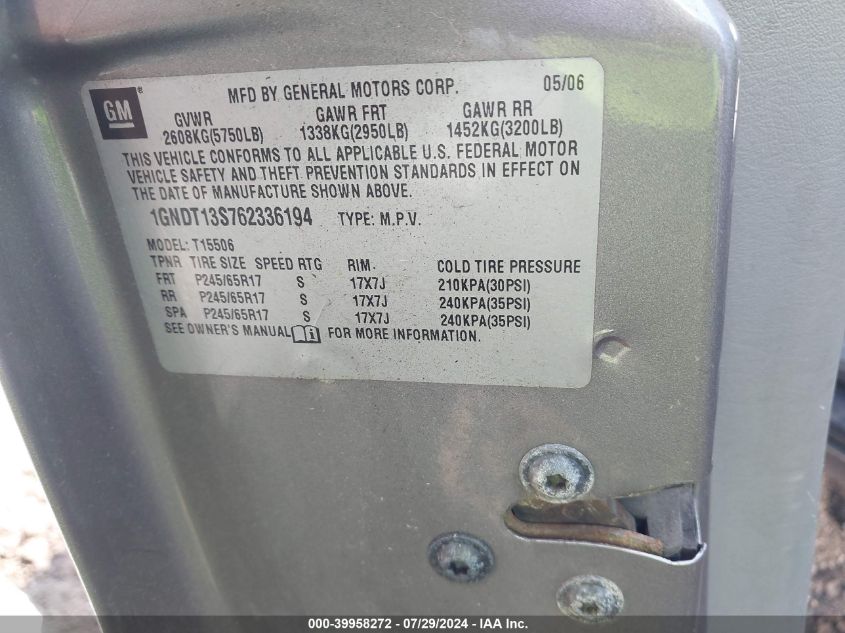 GM®
MFD BY GENERAL MOTORS CORP. 05/06
GVWR GAWR FRT GAWR RR
2608KG(5750LB) 1338KG(2950LB) 1452KG(3200LB)
THIS VEHICLE CONFORMS TO ALL APPLICABLE U.S. FEDERAL MOTOR
VEHICLE SAFETY AND THEFT PREVENTION STANDARDS IN EFFECT ON
THE DATE OF MANUFACTURE SHOWN ABOVE.
1GNDT13S762336194 TYPE: M.P.V.
MODEL: T15506
TPNR TIRE SIZE SPEED RTG RIM COLD TIRE PRESSURE
FRT P245/65R17 S 17X7J 210KPA(30PSI)
RR P245/65R17 S 17X7J 240KPA(35PSI)
SPA P245/65R17 S 17X7J 240KPA(35PSI)
SEE OWNER'S MANUAL i FOR MORE INFORMATION.
000-39958272 - 07/29/2024 - IAA Inc.